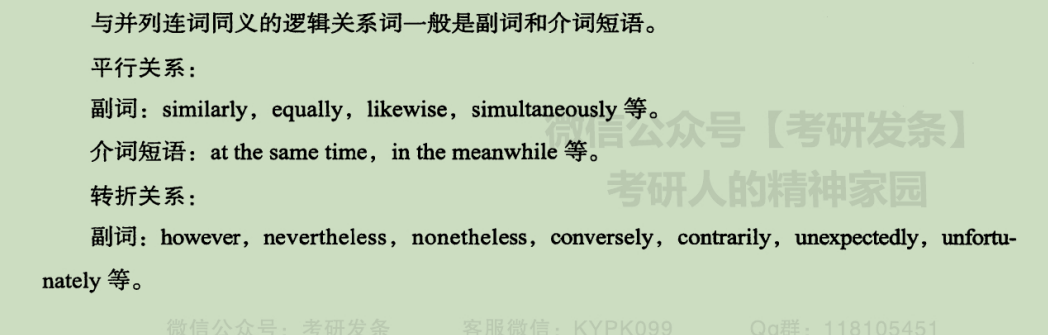 与并列连词同义的逻辑关系词一般是副词和介词短语。
平行关系：
副词：similarly，equally，likewise，simultaneously 等。
微信公众号【考研发条】
介词短语：at the same time，in the meanwhile 等。
考研人的精神家园
转折关系：
副词：however，nevertheless，nonetheless，conversely，contrarily，unexpectedly，unfortu-
nately 等。
微信公众号：考研发条 客服微信：KYPK099 Qq群：118105451